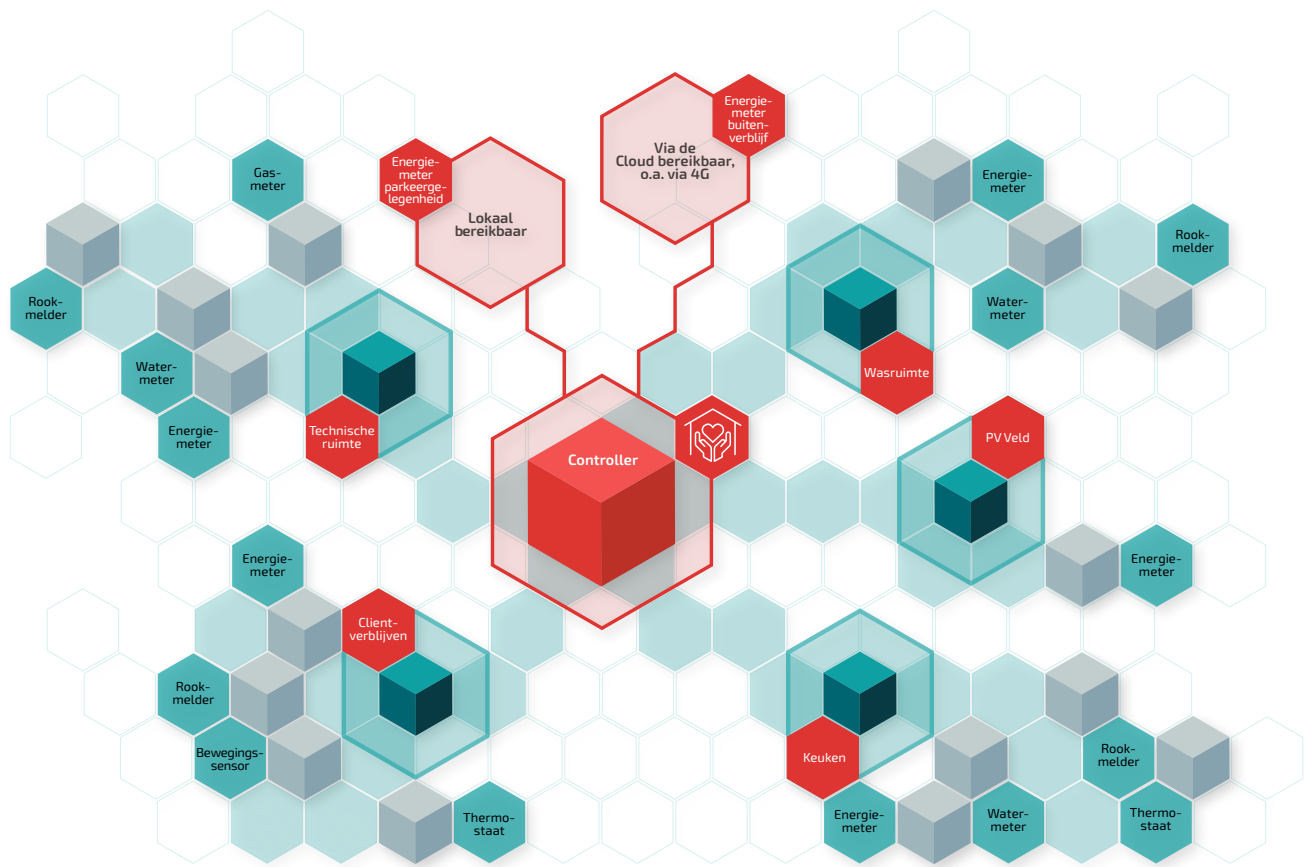 Energie-
meter
buiten-
verblijf
Via de
Cloud bereikbaar,
o.a. via 4G
Energie-
meter
parkeerge-
legenheid
Lokaal
bereikbaar
Gas-
meter
Energie-
meter
Rook-
melder
Rook-
melder
Water-
meter
Water-
meter
Wasruimte
Energie-
meter
Technische
ruimte
PV Veld
Controller
Energie-
meter
Energie-
meter
Client-
verblijven
Rook-
melder
Bewegings-
sensor
Keuken
Rook-
melder
Thermo-
staat
Energie-
meter
Water-
meter
Thermo-
staat